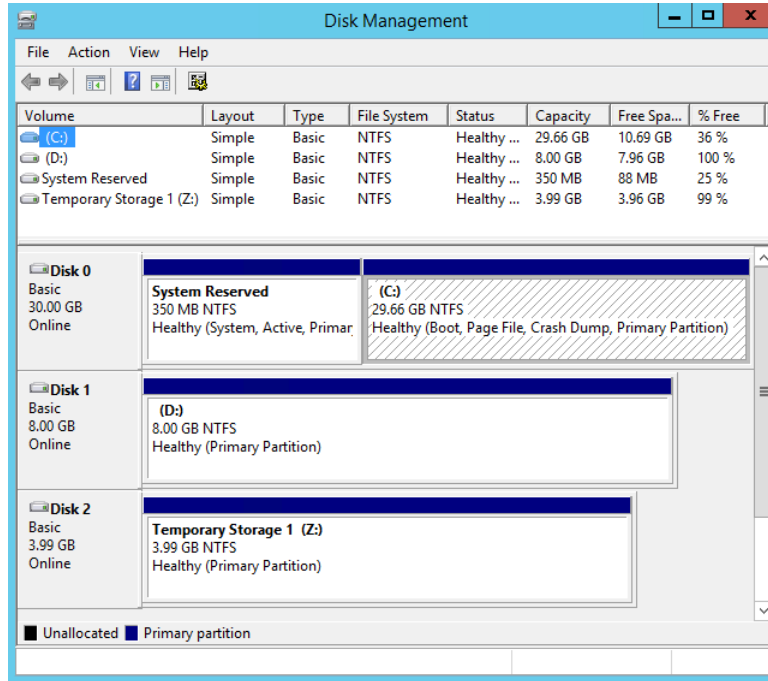 Disk Management
File Action View Help
Volume Layout Type File System Status Capacity Free Spa... % Free
(C:) Simple Basic NTFS Healthy ... 29.66 GB 10.69 GB 36 %
(D:) Simple Basic NTFS Healthy ... 8.00 GB 7.96 GB 100 %
System Reserved Simple Basic NTFS Healthy ... 350 MB 88 MB 25 %
Temporary Storage 1 (Z:) Simple Basic NTFS Healthy ... 3.99 GB 3.96 GB 99 %
Disk 0
Basic
30.00 GB
Online
System Reserved
350 MB NTFS
Healthy (System, Active, Primar
(C:)
29.66 GB NTFS
Healthy (Boot, Page File, Crash Dump, Primary Partition)
Disk 1
Basic
8.00 GB
Online
(D:)
8.00 GB NTFS
Healthy (Primary Partition)
Disk 2
Basic
3.99 GB
Online
Temporary Storage 1 (Z:)
3.99 GB NTFS
Healthy (Primary Partition)
Unallocated Primary partition